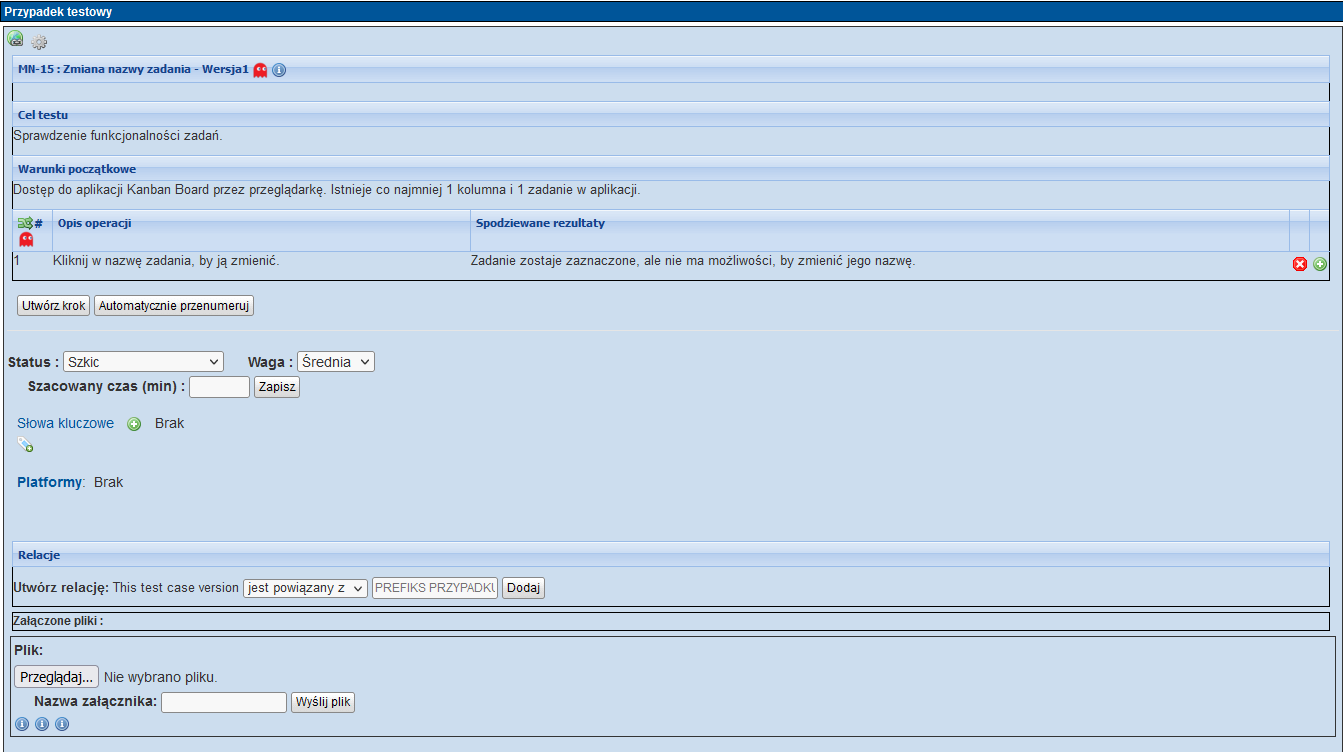 Przypadek testowy
MN-15 : Zmiana nazwy zadania - Wersja1
Cel testu
Sprawdzenie funkcjonalności zadań.
Warunki początkowe
Dostęp do aplikacji Kanban Board przez przeglądarkę. Istnieje co najmniej 1 kolumna i 1 zadanie w aplikacji.
# Opis operacji Spodziewane rezultaty
1 Kliknij w nazwę zadania, by ją zmienić. Zadanie zostaje zaznaczone, ale nie ma możliwości, by zmienić jego nazwę.
Utwórz krok Automatycznie przenumeruj
Status : Szkic Waga : Średnia
Szacowany czas (min) : Zapisz
Słowa kluczowe Brak
Platformy: Brak
Relacje
Utwórz relację: This test case version jest powiązany z PREFIKS PRZYPADKU Dodaj
Załączone pliki :
Plik:
Przeglądaj... Nie wybrano pliku.
Nazwa załącznika: Wyślij plik